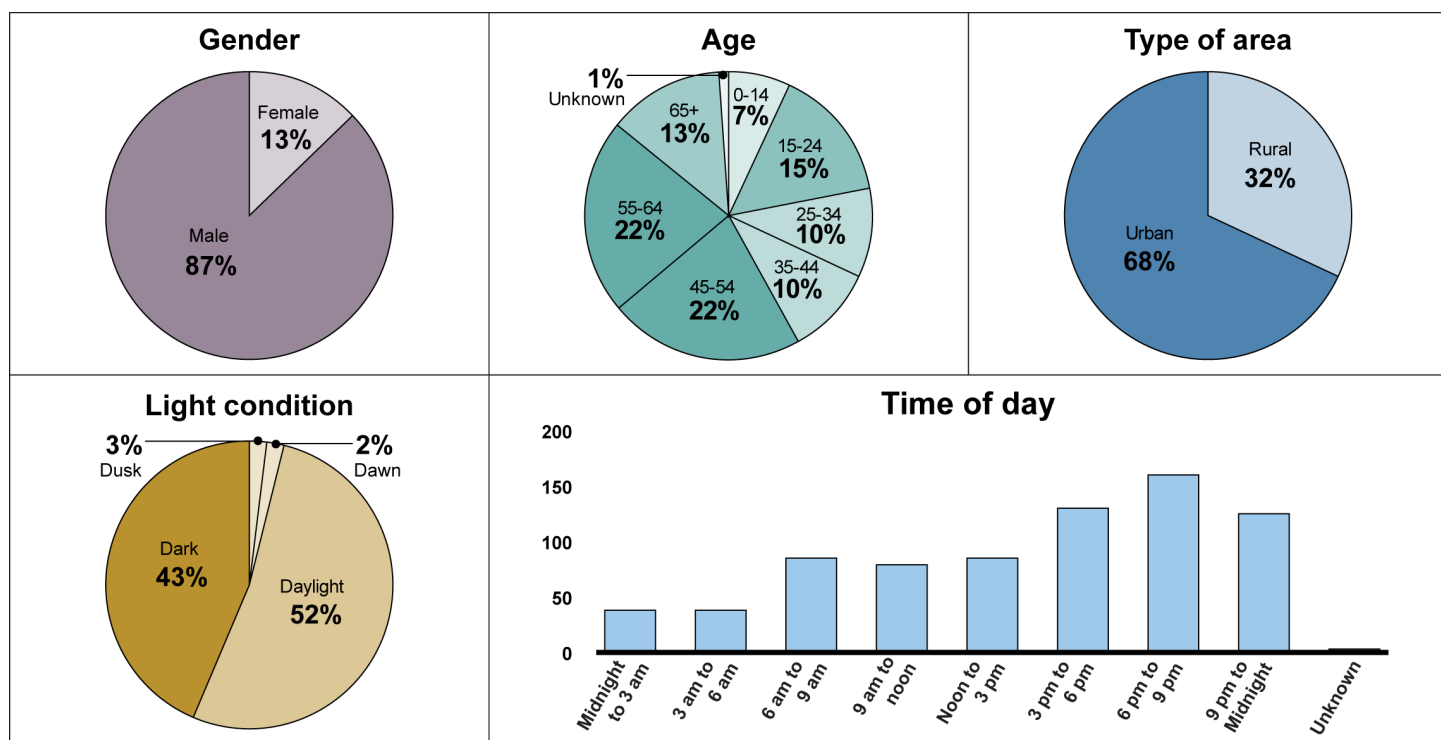 Gender
Female
13%
Male
87%
Age
1%
Unknown
0-14
7%
15-24
15%
25-34
10%
35-44
10%
45-54
22%
55-64
22%
65+
13%
Type of area
Rural
32%
Urban
68%
Light condition
3%
Dusk
2%
Dawn
Dark
43%
Daylight
52%
Time of day
200
150
100
50
0
Midnight
to 3 am
3 am to
6 am
6 am to
9 am
9 am to
noon
Noon to
3 pm
3 pm to
6 pm
6 pm to
9 pm
9 pm to
Midnight
Unknown